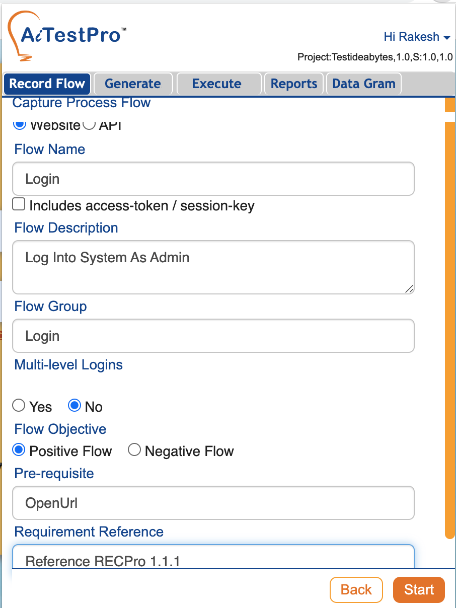 AiTestPro™
Hi Rakesh
Project:Testideabytes,1.0,S:1.0,1.0
Record Flow Generate Execute Reports Data Gram
Capture Process Flow
Website API
Flow Name
Login
Includes access-token / session-key
Flow Description
Log Into System As Admin
Flow Group
Login
Multi-level Logins
Yes No
Flow Objective
Positive Flow Negative Flow
Pre-requisite
OpenUrl
Requirement Reference
Reference RECPro 1.1.1
Back Start